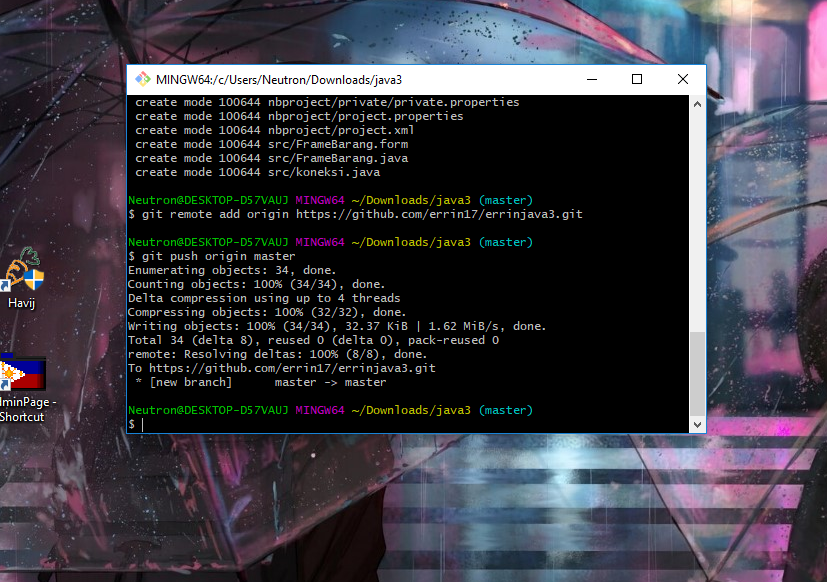 MINGW64:/c/Users/Neutron/Downloads/java3
create mode 100644 nbproject/private/private.properties
create mode 100644 nbproject/project.properties
create mode 100644 nbproject/project.xml
create mode 100644 src/FrameBarang.form
create mode 100644 src/FrameBarang.java
create mode 100644 src/koneksi.java
Neutron@DESKTOP-D57VAUJ MINGW64 ~/Downloads/java3 (master)
$ git remote add origin https://github.com/errin17/errinjava3.git
Neutron@DESKTOP-D57VAUJ MINGW64 ~/Downloads/java3 (master)
$ git push origin master
Enumerating objects: 34, done.
Counting objects: 100% (34/34), done.
Delta compression using up to 4 threads
Compressing objects: 100% (32/32), done.
Writing objects: 100% (34/34), 32.37 KiB | 1.62 MiB/s, done.
Total 34 (delta 8), reused 0 (delta 0), pack-reused 0
remote: Resolving deltas: 100% (8/8), done.
To https://github.com/errin17/errinjava3.git
* [new branch]      master -> master
Neutron@DESKTOP-D57VAUJ MINGW64 ~/Downloads/java3 (master)
$
Havij
lminPage -
Shortcut